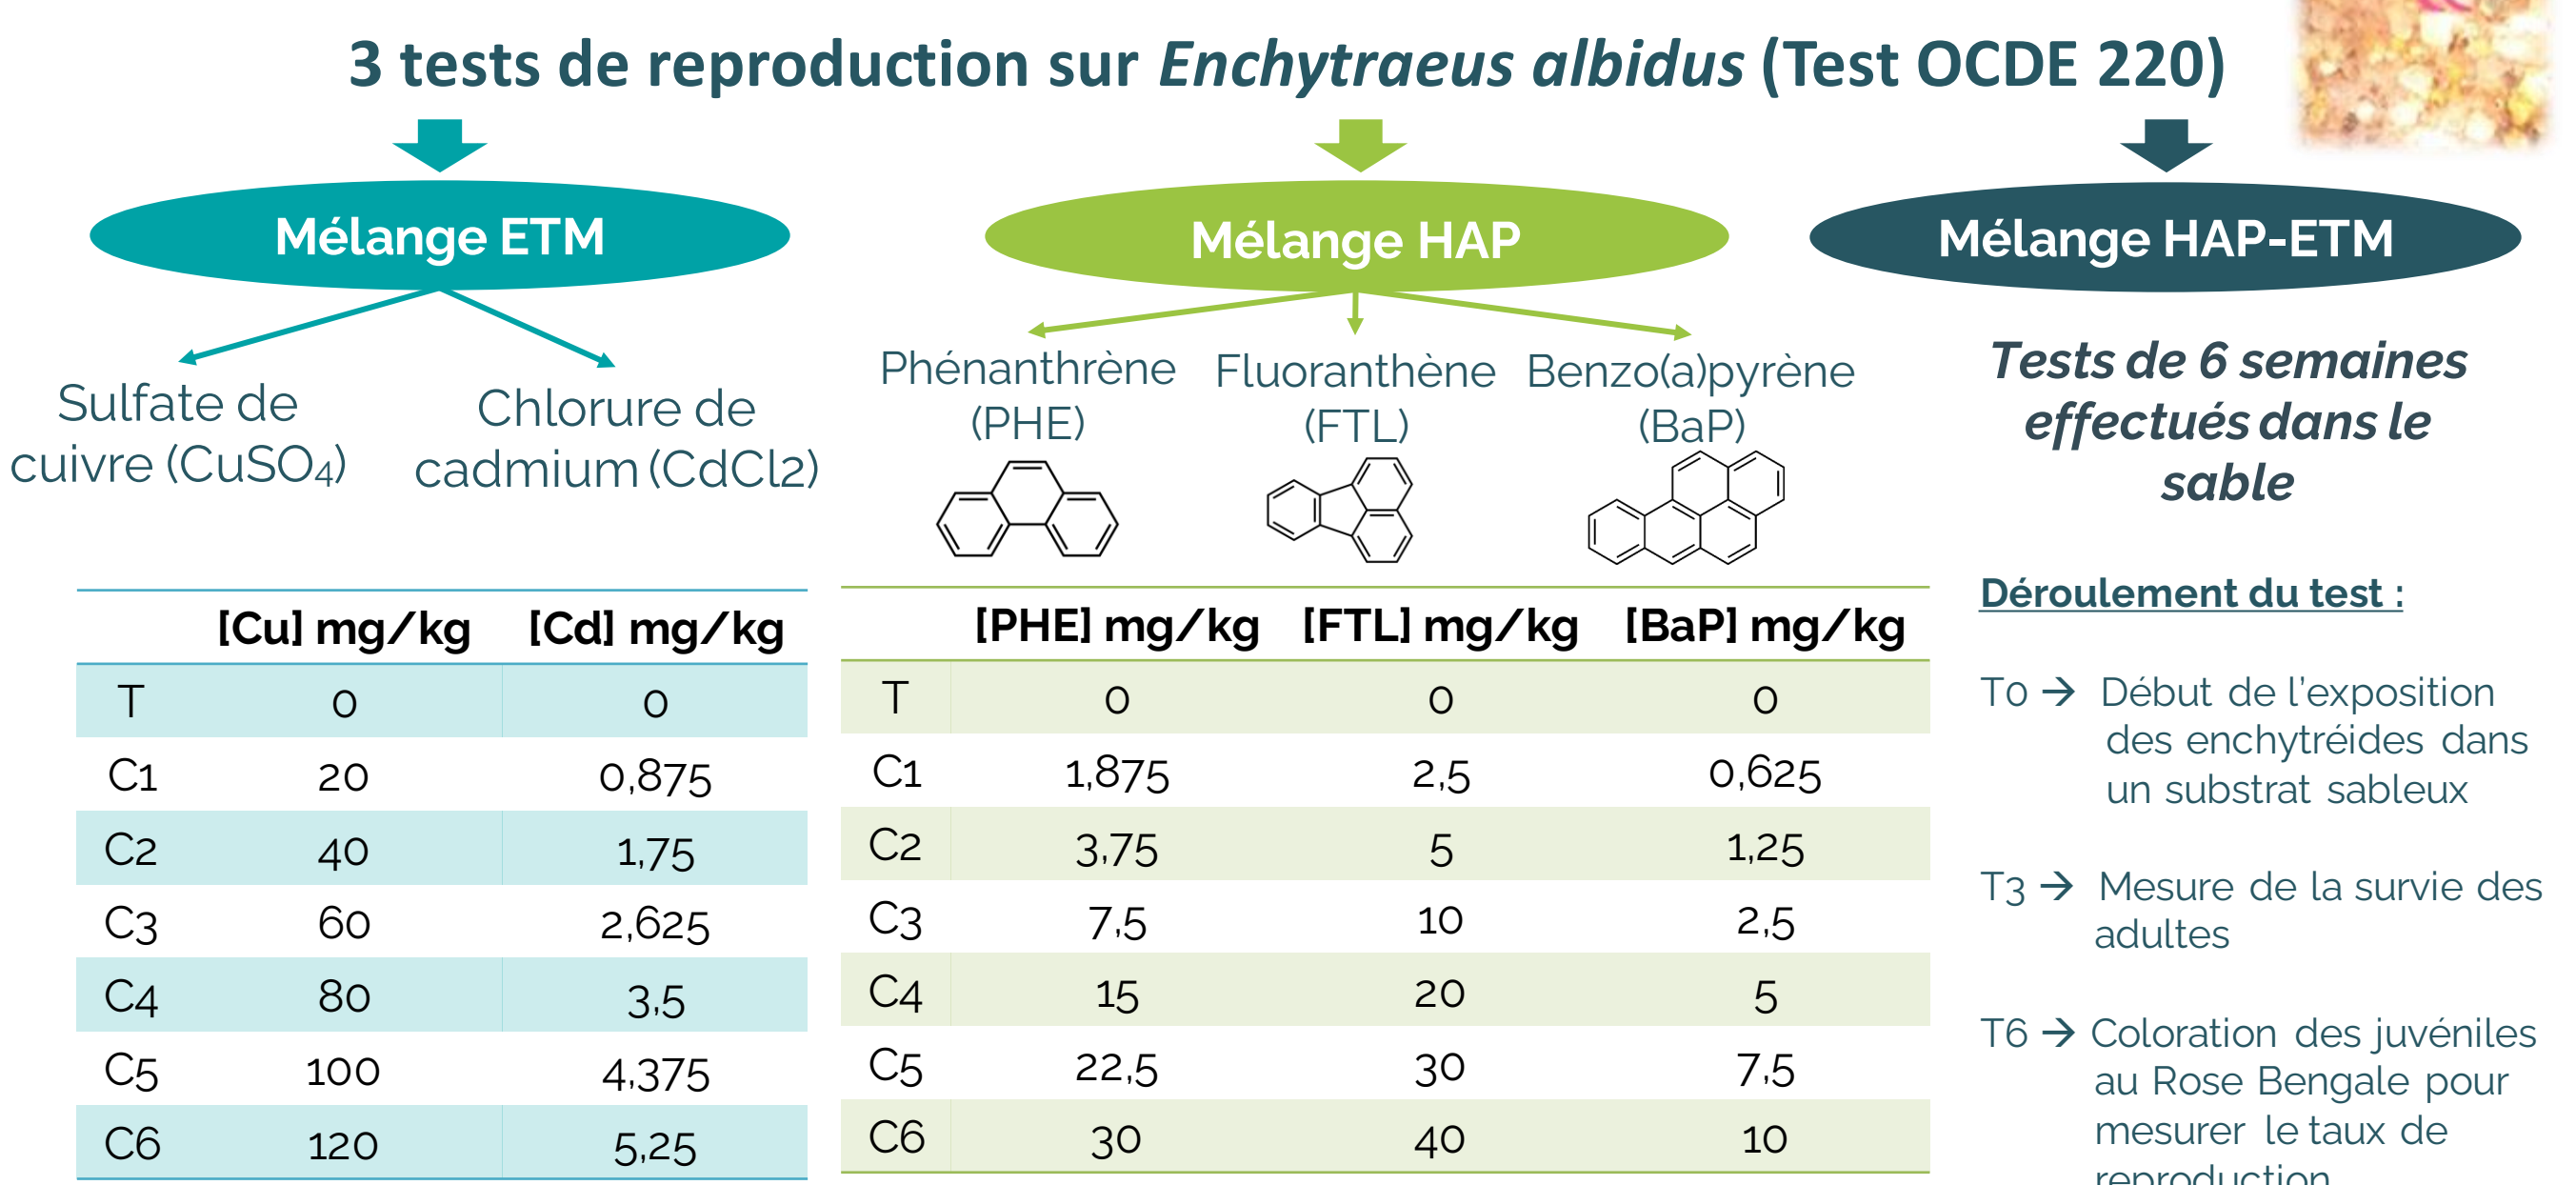 3 tests de reproduction sur Enchytraeus albidus (Test OCDE 220)
Mélange ETM
Sulfate de
cuivre (CuSO₄)
Chlorure de
cadmium (CdCl2)
[Cu] mg/kg [Cd] mg/kg
T 0 0
C1 20 0,875
C2 40 1,75
C3 60 2,625
C4 80 3,5
C5 100 4,375
C6 120 5,25
Mélange HAP
Phénanthrène
(PHE)
Fluoranthène
(FTL)
Benzo(a)pyrène
(BaP)
[PHE] mg/kg [FTL] mg/kg [BaP] mg/kg
T 0 0 0
C1 1,875 2,5 0,625
C2 3,75 5 1,25
C3 7,5 10 2,5
C4 15 20 5
C5 22,5 30 7,5
C6 30 40 10
Mélange HAP-ETM
Tests de 6 semaines
effectués dans le
sable
Déroulement du test :
T0 → Début de l’exposition
des enchytréides dans
un substrat sableux
T3 → Mesure de la survie des
adultes
T6 → Coloration des juvéniles
au Rose Bengale pour
mesurer le taux de
reproduction